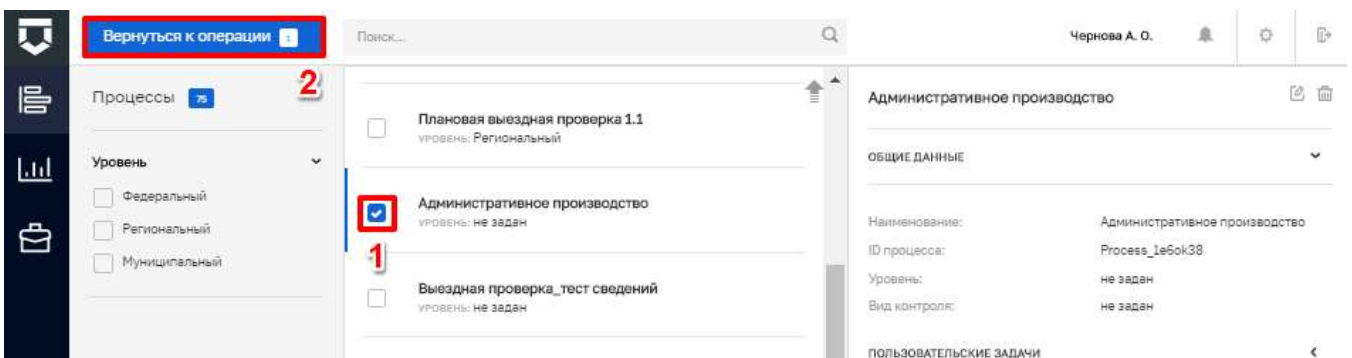 Вернуться к операции 1
Поиск...
Чернова А. О.
2
Процессы 75
Уровень
Федеральный
Региональный
Муниципальный
Плановая выездная проверка 1.1
УРОВЕНЬ: Региональный
Административное производство
УРОВЕНЬ: не задан
1
Выездная проверка_тест сведений
УРОВЕНЬ: не задан
Административное производство
ОБЩИЕ ДАННЫЕ
Наименование: Административное производство
ID процесса: Process_1e6ok38
Уровень: не задан
Вид контроля: не задан
ПОЛЬЗОВАТЕЛЬСКИЕ ЗАДАЧИ